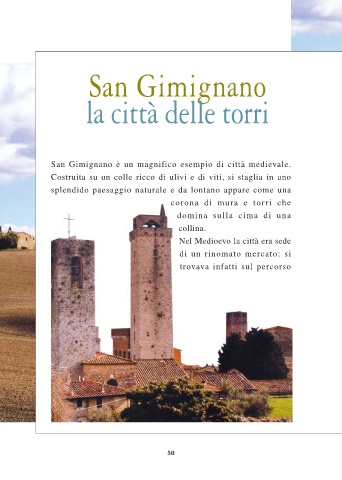 San Gimignano
la città delle torri
San Gimignano è un magnifico esempio di città medievale.
Costruita su un colle ricco di ulivi e di viti, si staglia in uno
splendido paesaggio naturale e da lontano appare come una
corona di mura e torri che
domina sulla cima di una
collina.
Nel Medioevo la città era sede
di un rinomato mercato: si
trovava infatti sul percorso
50